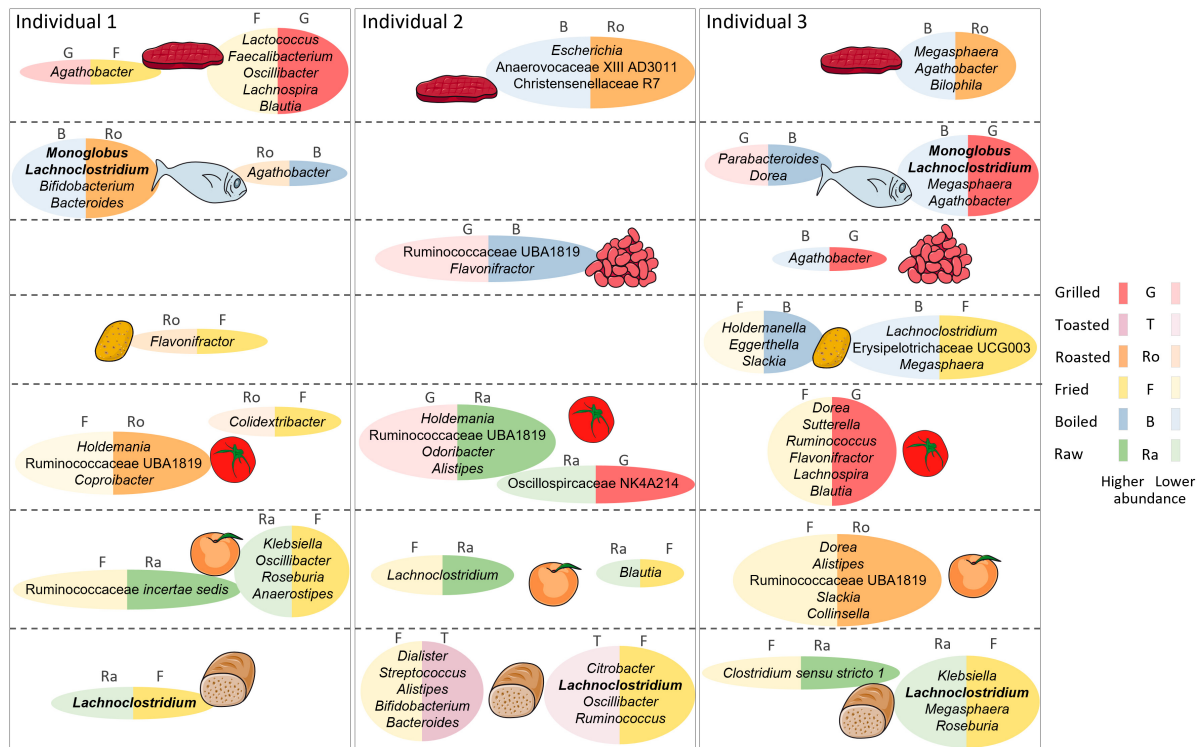 Individual 1
F G
Lactococcus
Faecalibacterium
Oscillibacter
Lachnospira
Blautia
G F
Agathobacter
B Ro
Monoglobus
Lachnoclostridium
Bifidobacterium
Bacteroides
Ro B
Agathobacter
Ro F
Flavonifractor
F Ro
Holdemania
Ruminococcaceae UBA1819
Coproibacter
Ro F
Colidextribacter
F Ra
Ruminococcaceae incertae sedis
Ra F
Klebsiella
Oscillibacter
Roseburia
Anaerostipes
Ra F
Lachnoclostridium
Individual 2
B Ro
Escherichia
Anaerovocaceae XIII AD3011
Christensenellaceae R7
G B
Ruminococcaceae UBA1819
Flavonifractor
G Ra
Holdemania
Ruminococcaceae UBA1819
Odoribacter
Alistipes
Ra G
Oscillospircaceae NK4A214
F Ra
Lachnoclostridium
Ra F
Blautia
F T
Dialister
Streptococcus
Alistipes
Bifidobacterium
Bacteroides
T F
Citrobacter
Lachnoclostridium
Oscillibacter
Ruminococcus
Individual 3
B Ro
Megasphaera
Agathobacter
Bilophila
G B
Parabacteroides
Dorea
B G
Monoglobus
Lachnoclostridium
Megasphaera
Agathobacter
B G
Agathobacter
F B
Holdemanella
Eggerthella
Slackia
B F
Lachnoclostridium
Erysipelotrichaceae UCG003
Megasphaera
F G
Dorea
Sutterella
Ruminococcus
Flavonifractor
Lachnospira
Blautia
F Ro
Dorea
Alistipes
Ruminococcaceae UBA1819
Slackia
Collinsella
F Ra
Clostridium sensu stricto 1
Ra F
Klebsiella
Lachnoclostridium
Megasphaera
Roseburia
Grilled G
Toasted T
Roasted Ro
Fried F
Boiled B
Raw Ra
Higher Lower
abundance